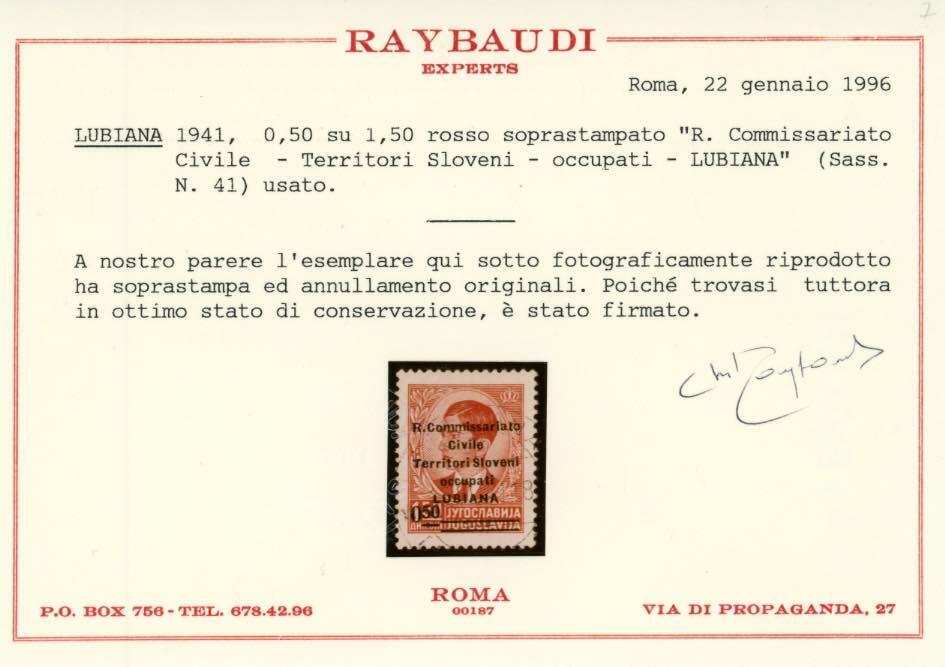 7
RAYBAUDI
EXPERTS
Roma, 22 gennaio 1996
LUBIANA 1941, 0,50 su 1,50 rosso soprastampato "R. Commissariato
Civile - Territori Sloveni - occupati - LUBIANA" (Sass.
N. 41) usato.
A nostro parere l'esemplare qui sotto fotograficamente riprodotto
ha soprastampa ed annullamento originali. Poiché trovasi tuttora
in ottimo stato di conservazione, è stato firmato.
R.Commissariato
Civile
Territori Sloveni
occupati
LUBIANA
050 ЈУГОСЛАВИЈА
JUGOSLAVIJA
ROMA
00187
P.O. BOX 756 - TEL. 678.42.96
VIA DI PROPAGANDA, 27